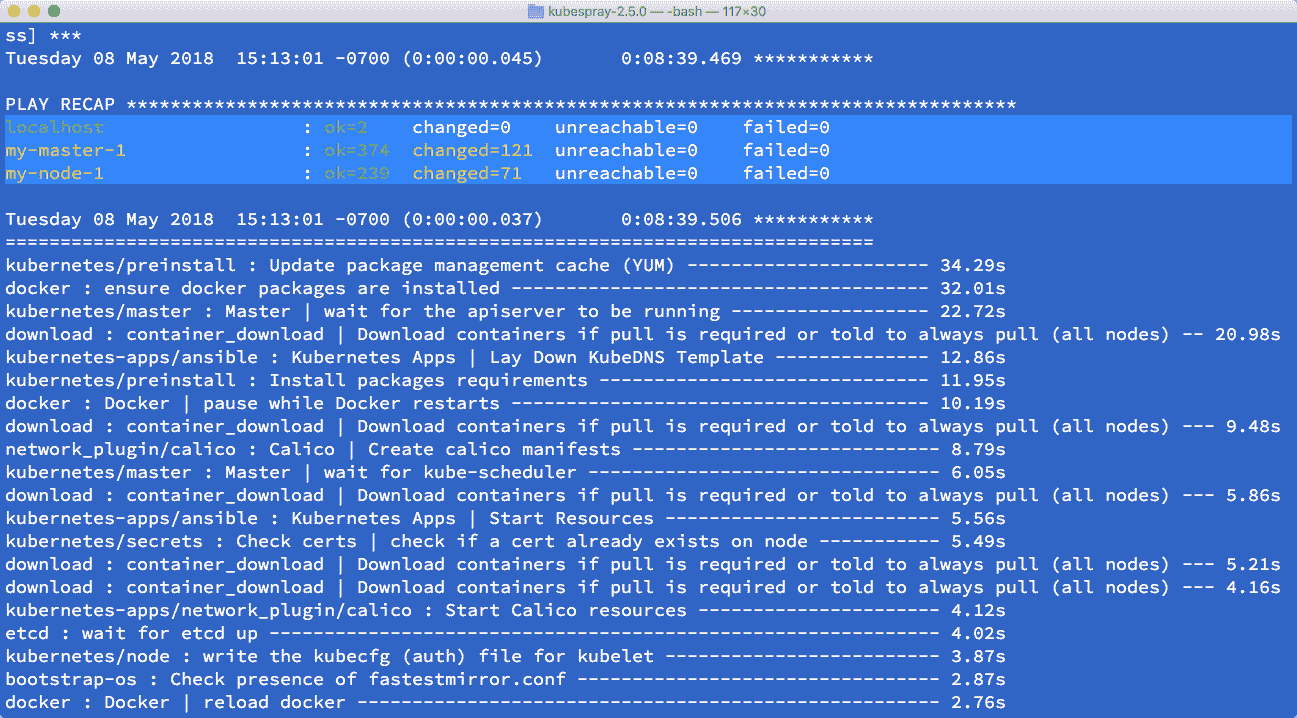 kubespray-2.5.0 — -bash — 117×30
ss] ***
Tuesday 08 May 2018  15:13:01 -0700 (0:00:00.045)       0:08:39.469 ***********
PLAY RECAP *********************************************************************************
localhost                  : ok=2    changed=0    unreachable=0    failed=0
my-master-1                : ok=374  changed=121  unreachable=0    failed=0
my-node-1                  : ok=239  changed=71   unreachable=0    failed=0
Tuesday 08 May 2018  15:13:01 -0700 (0:00:00.037)       0:08:39.506 ***********
===============================================================================
kubernetes/preinstall : Update package management cache (YUM) ---------------------- 34.29s
docker : ensure docker packages are installed -------------------------------------- 32.01s
kubernetes/master : Master | wait for the apiserver to be running ------------------ 22.72s
download : container_download | Download containers if pull is required or told to always pull (all nodes) -- 20.98s
kubernetes-apps/ansible : Kubernetes Apps | Lay Down KubeDNS Template -------------- 12.86s
kubernetes/preinstall : Install packages requirements ------------------------------ 11.95s
docker : Docker | pause while Docker restarts -------------------------------------- 10.19s
download : container_download | Download containers if pull is required or told to always pull (all nodes) --- 9.48s
network_plugin/calico : Calico | Create calico manifests ---------------------------- 8.79s
kubernetes/master : Master | wait for kube-scheduler -------------------------------- 6.05s
download : container_download | Download containers if pull is required or told to always pull (all nodes) --- 5.86s
kubernetes-apps/ansible : Kubernetes Apps | Start Resources ------------------------- 5.56s
kubernetes/secrets : Check certs | check if a cert already exists on node ----------- 5.49s
download : container_download | Download containers if pull is required or told to always pull (all nodes) --- 5.21s
download : container_download | Download containers if pull is required or told to always pull (all nodes) --- 4.16s
kubernetes-apps/network_plugin/calico : Start Calico resources ---------------------- 4.12s
etcd : wait for etcd up ------------------------------------------------------------- 4.02s
kubernetes/node : write the kubecfg (auth) file for kubelet ------------------------- 3.87s
bootstrap-os : Check presence of fastestmirror.conf --------------------------------- 2.87s
docker : Docker | reload docker ----------------------------------------------------- 2.76s